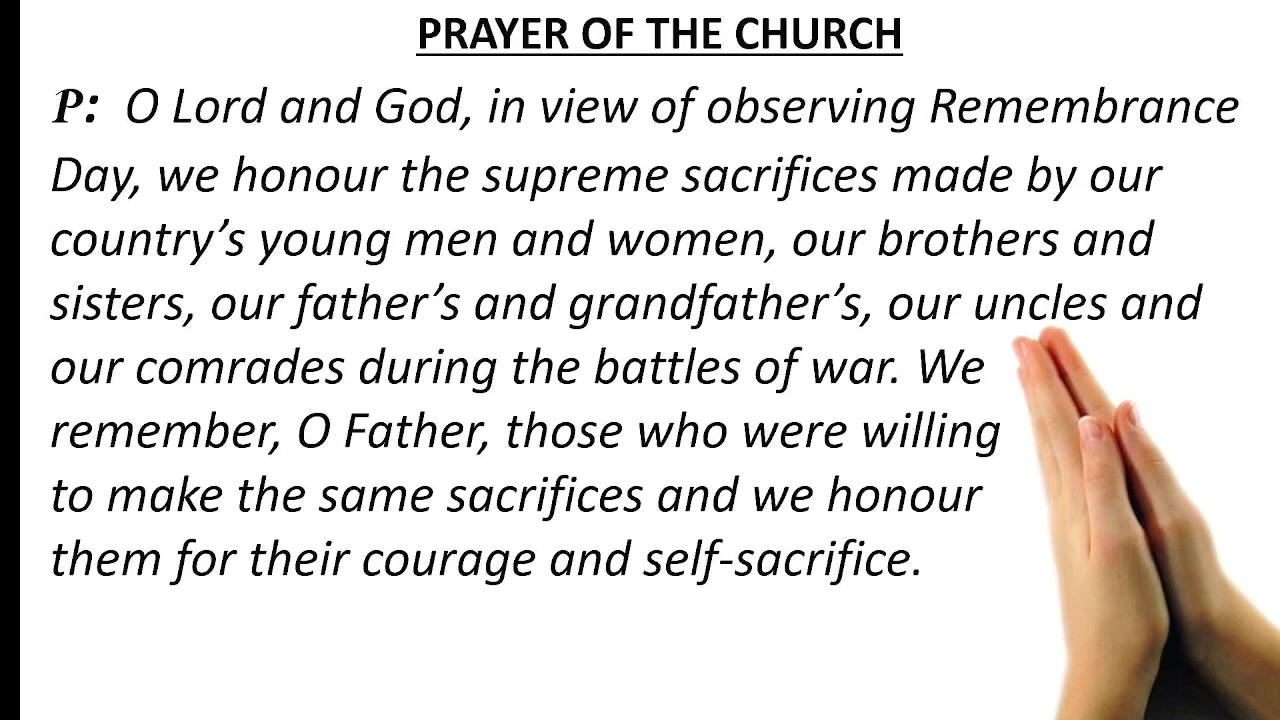 PRAYER OF THE CHURCH
P: O Lord and God, in view of observing Remembrance
Day, we honour the supreme sacrifices made by our
country’s young men and women, our brothers and
sisters, our father’s and grandfather’s, our uncles and
our comrades during the battles of war. We
remember, O Father, those who were willing
to make the same sacrifices and we honour
them for their courage and self-sacrifice.